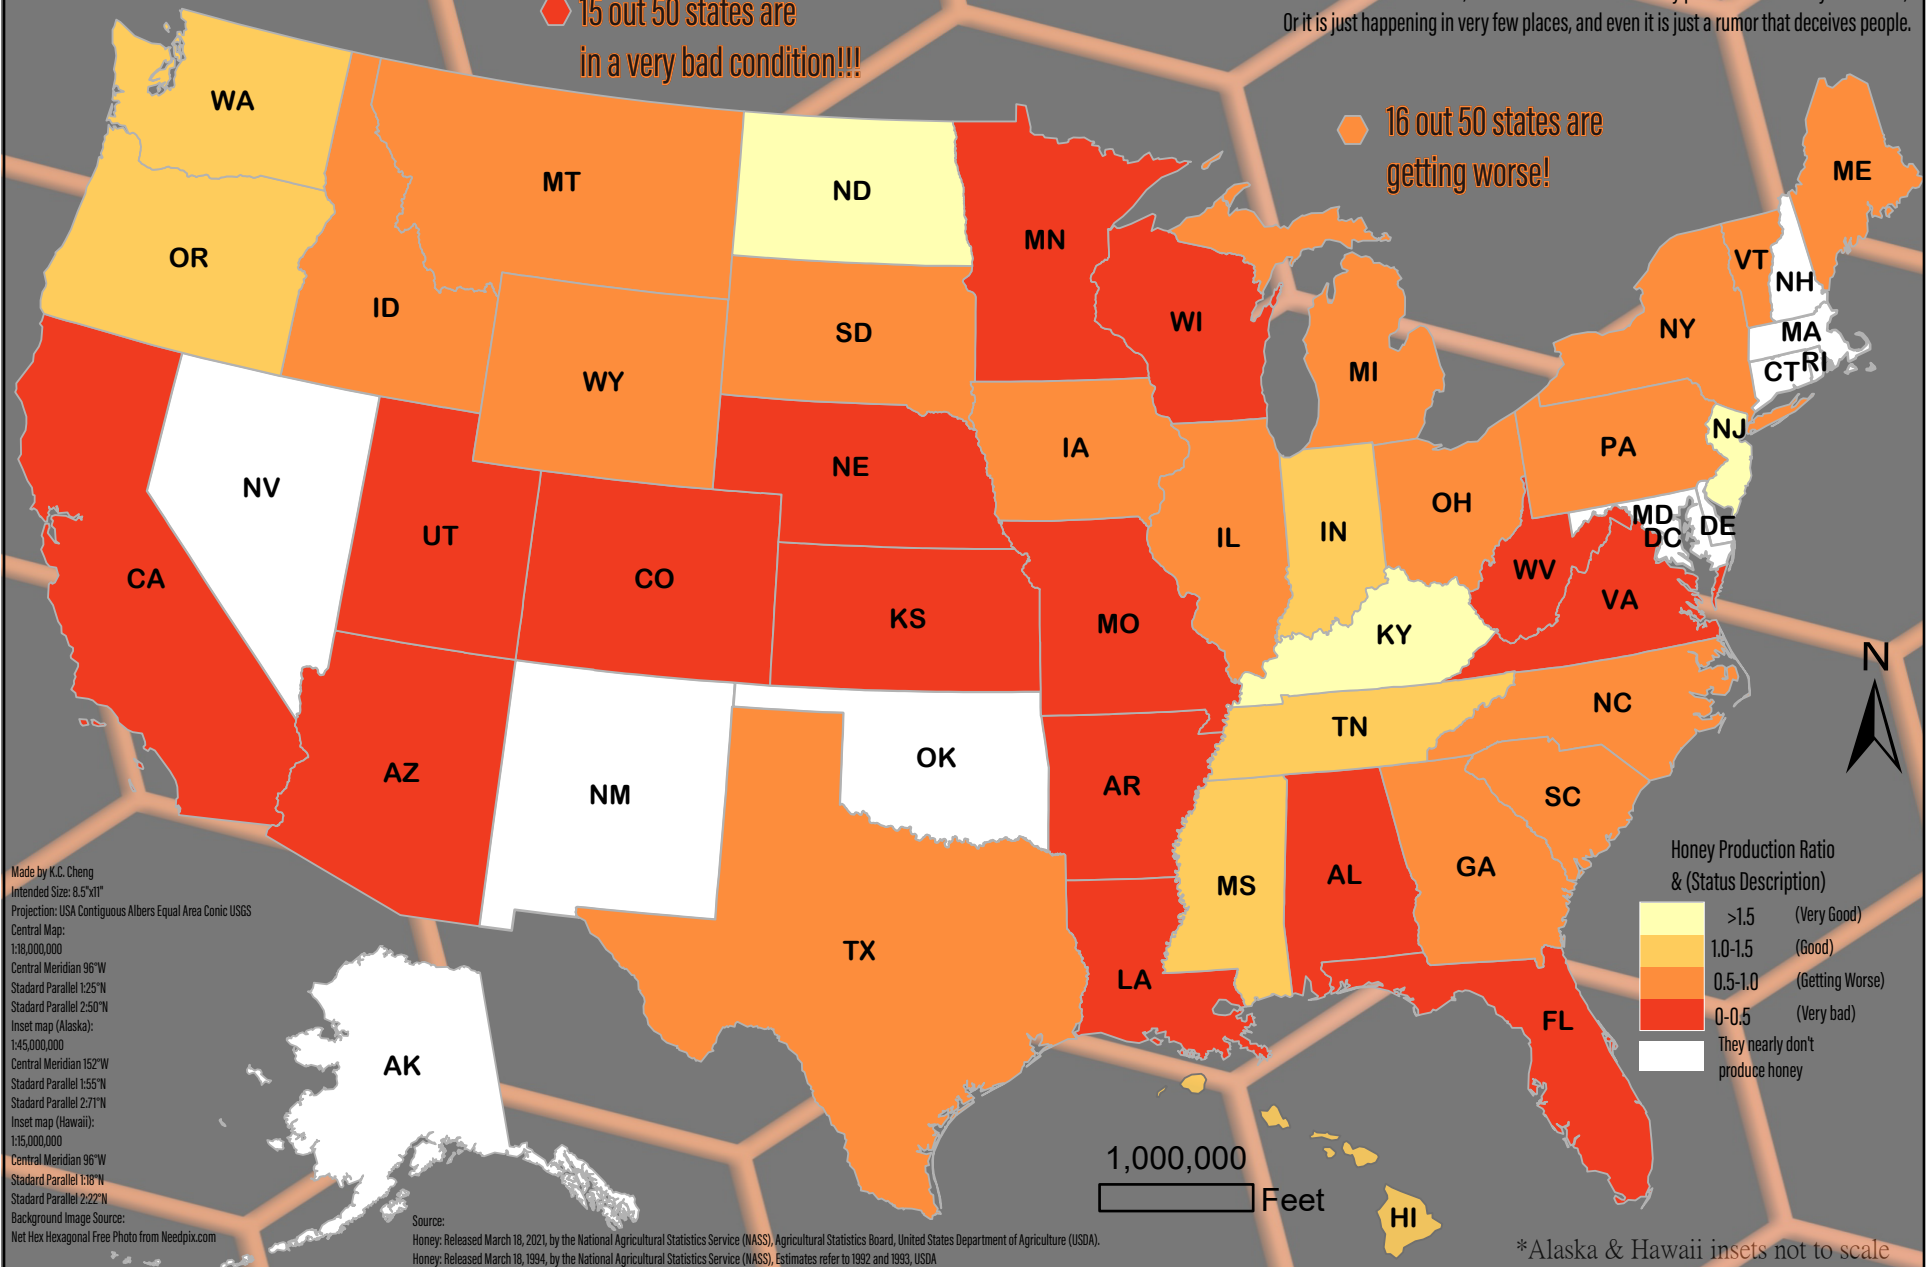 15 out 50 states are
in a very bad condition!!!
Or it is just happening in very few places, and even it is just a rumor that deceives people.
16 out 50 states are
getting worse!
WA
OR
MT
ID
ND
MN
WI
SD
WY
MI
ME
VT
NH
NY
MA
CT
RI
NJ
PA
IA
NE
NV
UT
CO
CA
KS
MO
IL
IN
OH
MD
DC
DE
WV
VA
KY
N
NC
TN
OK
AR
AZ
NM
SC
MS
AL
GA
TX
LA
FL
AK
HI
Honey Production Ratio
& (Status Description)
>1.5 (Very Good)
1.0-1.5 (Good)
0.5-1.0 (Getting Worse)
0-0.5 (Very bad)
They nearly don't
produce honey
Made by K.C. Cheng
Intended Size: 8.5"x11"
Projection: USA Contiguous Albers Equal Area Conic USGS
Central Map:
1:18,000,000
Central Meridian 96°W
Stadard Parallel 1:25°N
Stadard Parallel 2:50°N
Inset map (Alaska):
1:45,000,000
Central Meridian 152°W
Stadard Parallel 1:55°N
Stadard Parallel 2:71°N
Inset map (Hawaii):
1:15,000,000
Central Meridian 96°W
Stadard Parallel 1:18°N
Stadard Parallel 2:22°N
Background Image Source:
Net Hex Hexagonal Free Photo from Needpix.com
Source:
Honey: Released March 18, 2021, by the National Agricultural Statistics Service (NASS), Agricultural Statistics Board, United States Department of Agriculture (USDA).
Honey: Released March 18, 1994, by the National Agricultural Statistics Service (NASS), Estimates refer to 1992 and 1993, USDA
1,000,000
Feet
*Alaska & Hawaii insets not to scale